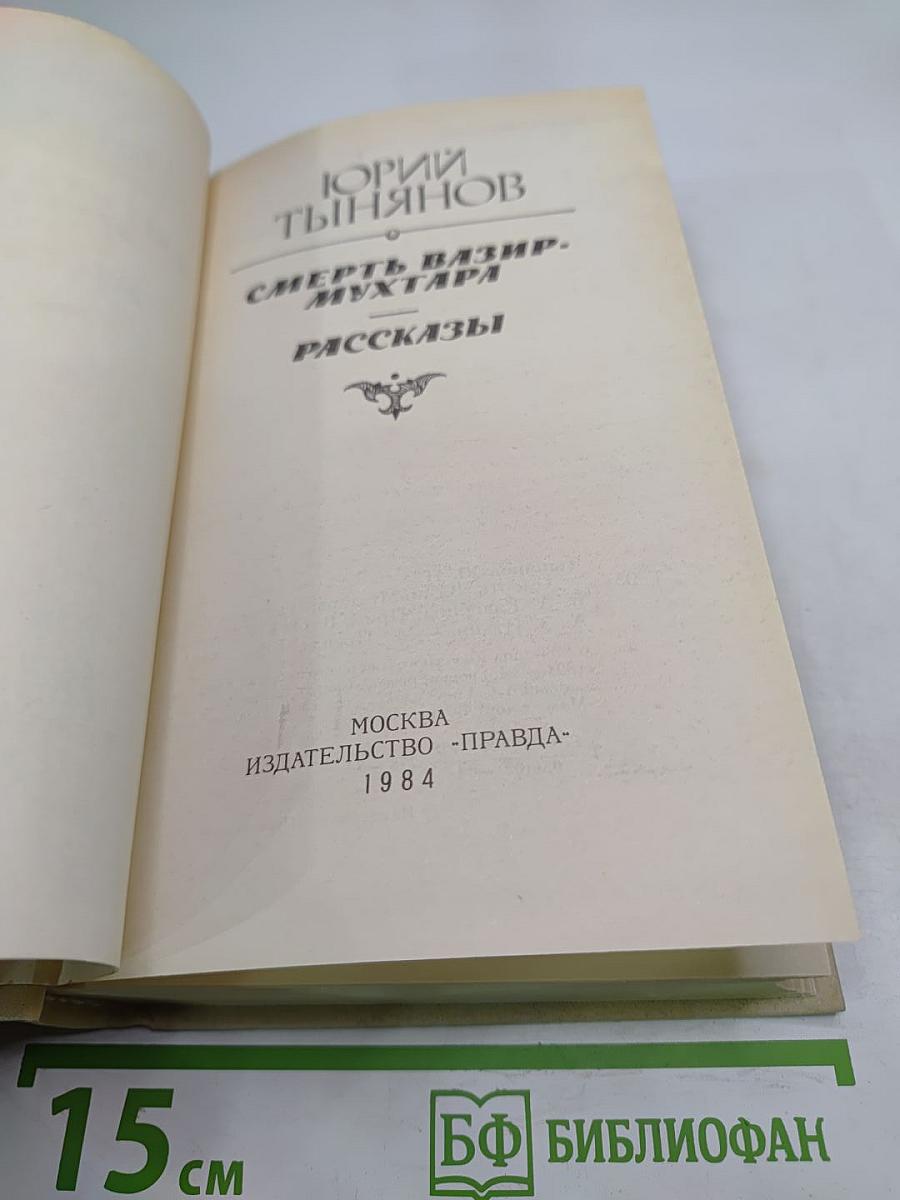 ЮРИЙ
ТЫНЯНОВ
СМЕРТЬ ВАЗИР-
МУХТАРА
РАССКАЗЫ
МОСКВА
ИЗДАТЕЛЬСТВО «ПРАВДА»
1984
15 см
БФ БИБЛИОФАН